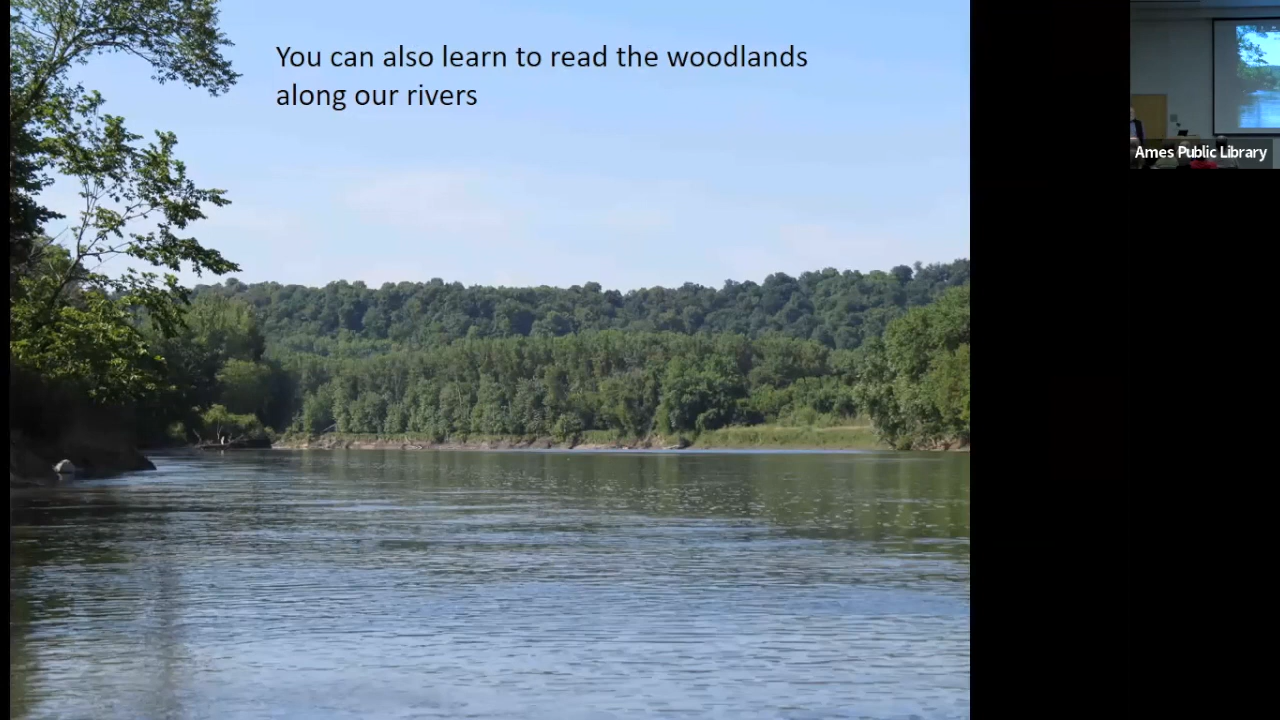 You can also learn to read the woodlands
along our rivers
Ames Public Library